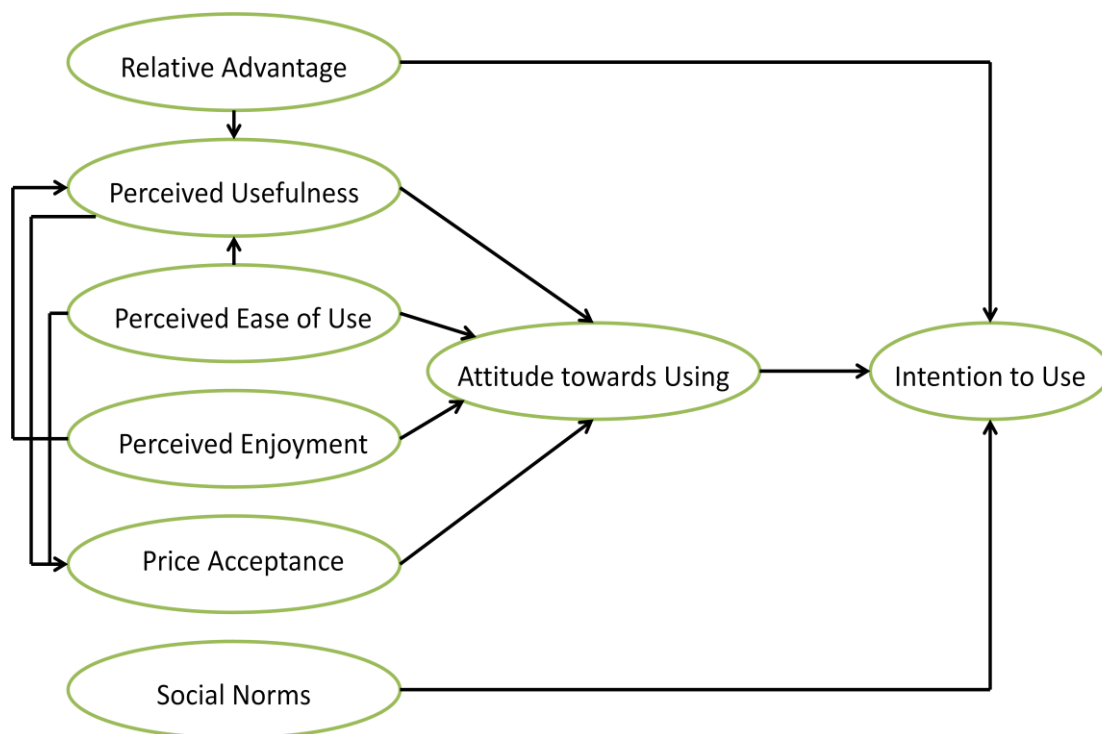 Relative Advantage
Perceived Usefulness
Perceived Ease of Use
Attitude towards Using
Intention to Use
Perceived Enjoyment
Price Acceptance
Social Norms